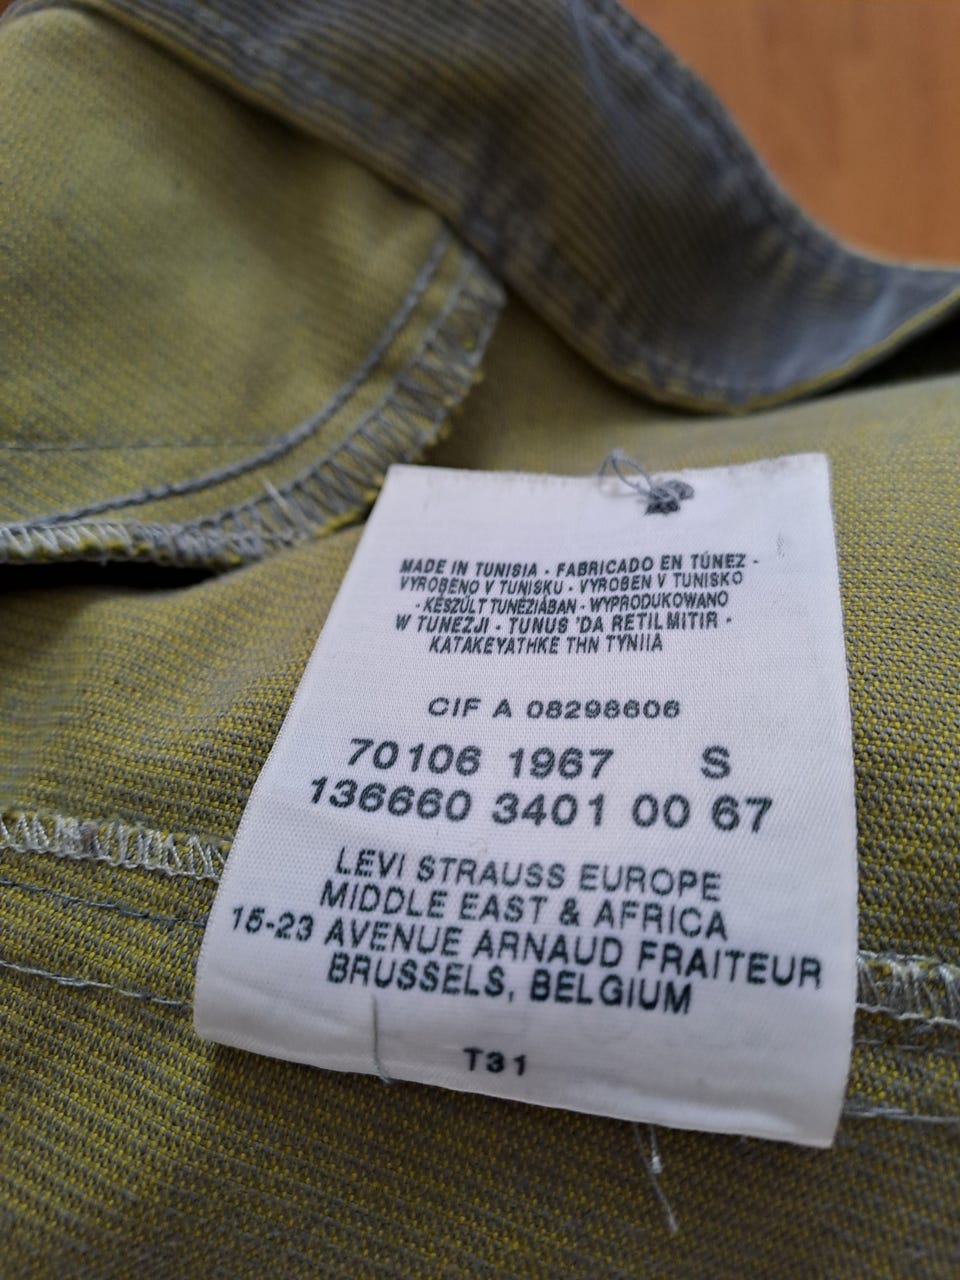 MADE IN TUNISIA - FABRICADO EN TÚNEZ -
VYROBENO V TUNISKU - VYROBEN V TUNISKO
- KÉSZÜLT TUNÉZIÁBAN - WYPRODUKOWANO
W TUNEZJI - TUNUS 'DA RETILMITIR -
KATAKEYATHKE THN TYNIIA
CIF A 08298606
70106 1967 S
136660 3401 00 67
LEVI STRAUSS EUROPE
MIDDLE EAST & AFRICA
15-23 AVENUE ARNAUD FRAITEUR
BRUSSELS, BELGIUM
T31